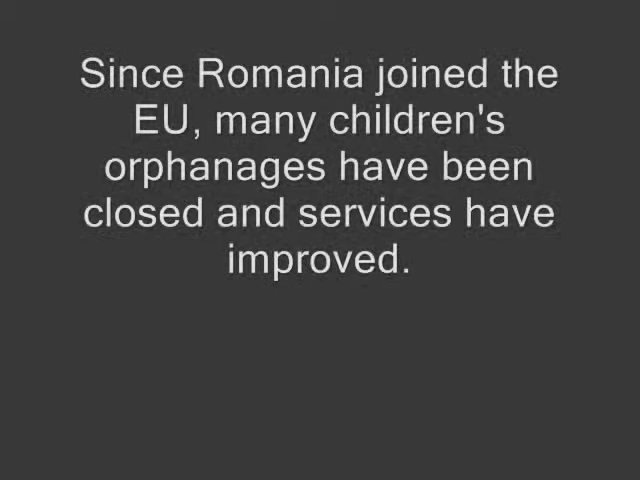 Since Romania joined the
EU, many children's
orphanages have been
closed and services have
improved.